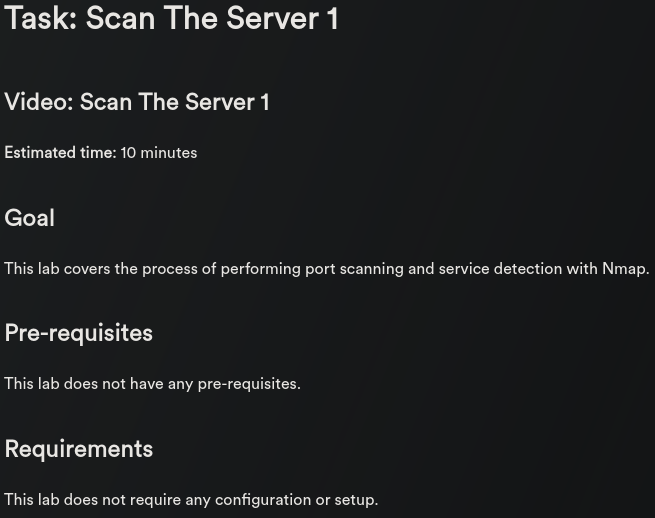 Task: Scan The Server 1
Video: Scan The Server 1
Estimated time: 10 minutes
Goal
This lab covers the process of performing port scanning and service detection with Nmap.
Pre-requisites
This lab does not have any pre-requisites.
Requirements
This lab does not require any configuration or setup.